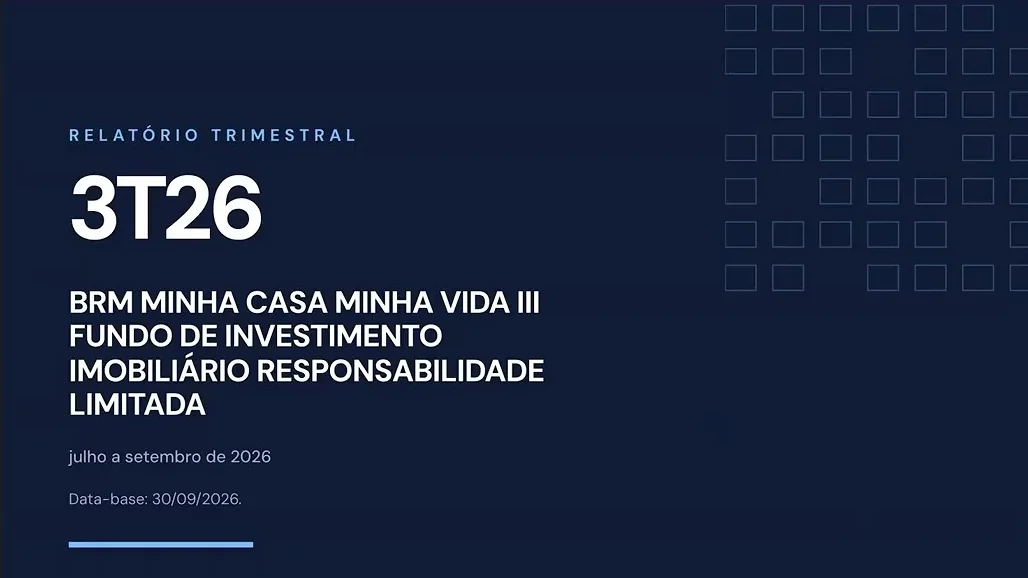 RELATÓRIO TRIMESTRAL
3T26
BRM MINHA CASA MINHA VIDA III
FUNDO DE INVESTIMENTO
IMOBILIÁRIO RESPONSABILIDADE
LIMITADA
julho a setembro de 2026
Data-base: 30/09/2026.